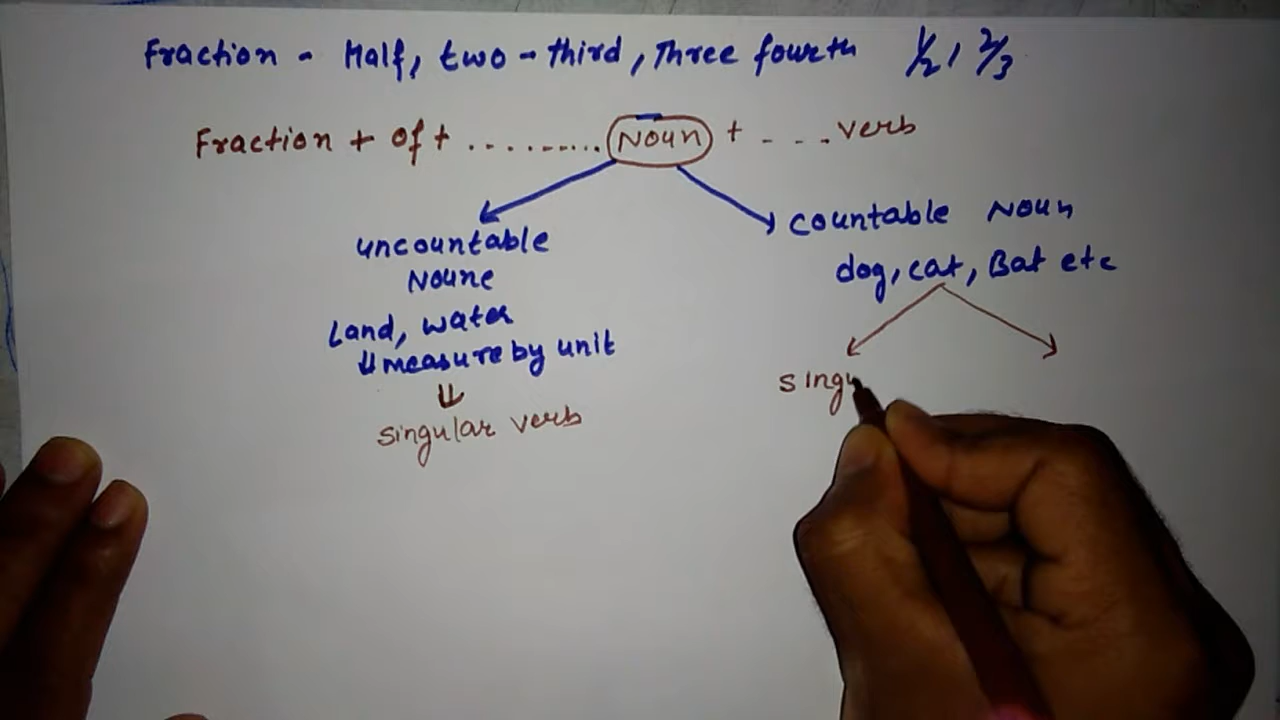 Fraction - Half, two-third, Three fourth 1/2, 2/3
Fraction + of + .......... Noun + - - - . verb
uncountable
Noune
Land, water
⇓ measure by unit
⇓
singular verb
countable Noun
dog, cat, Bat etc
singu